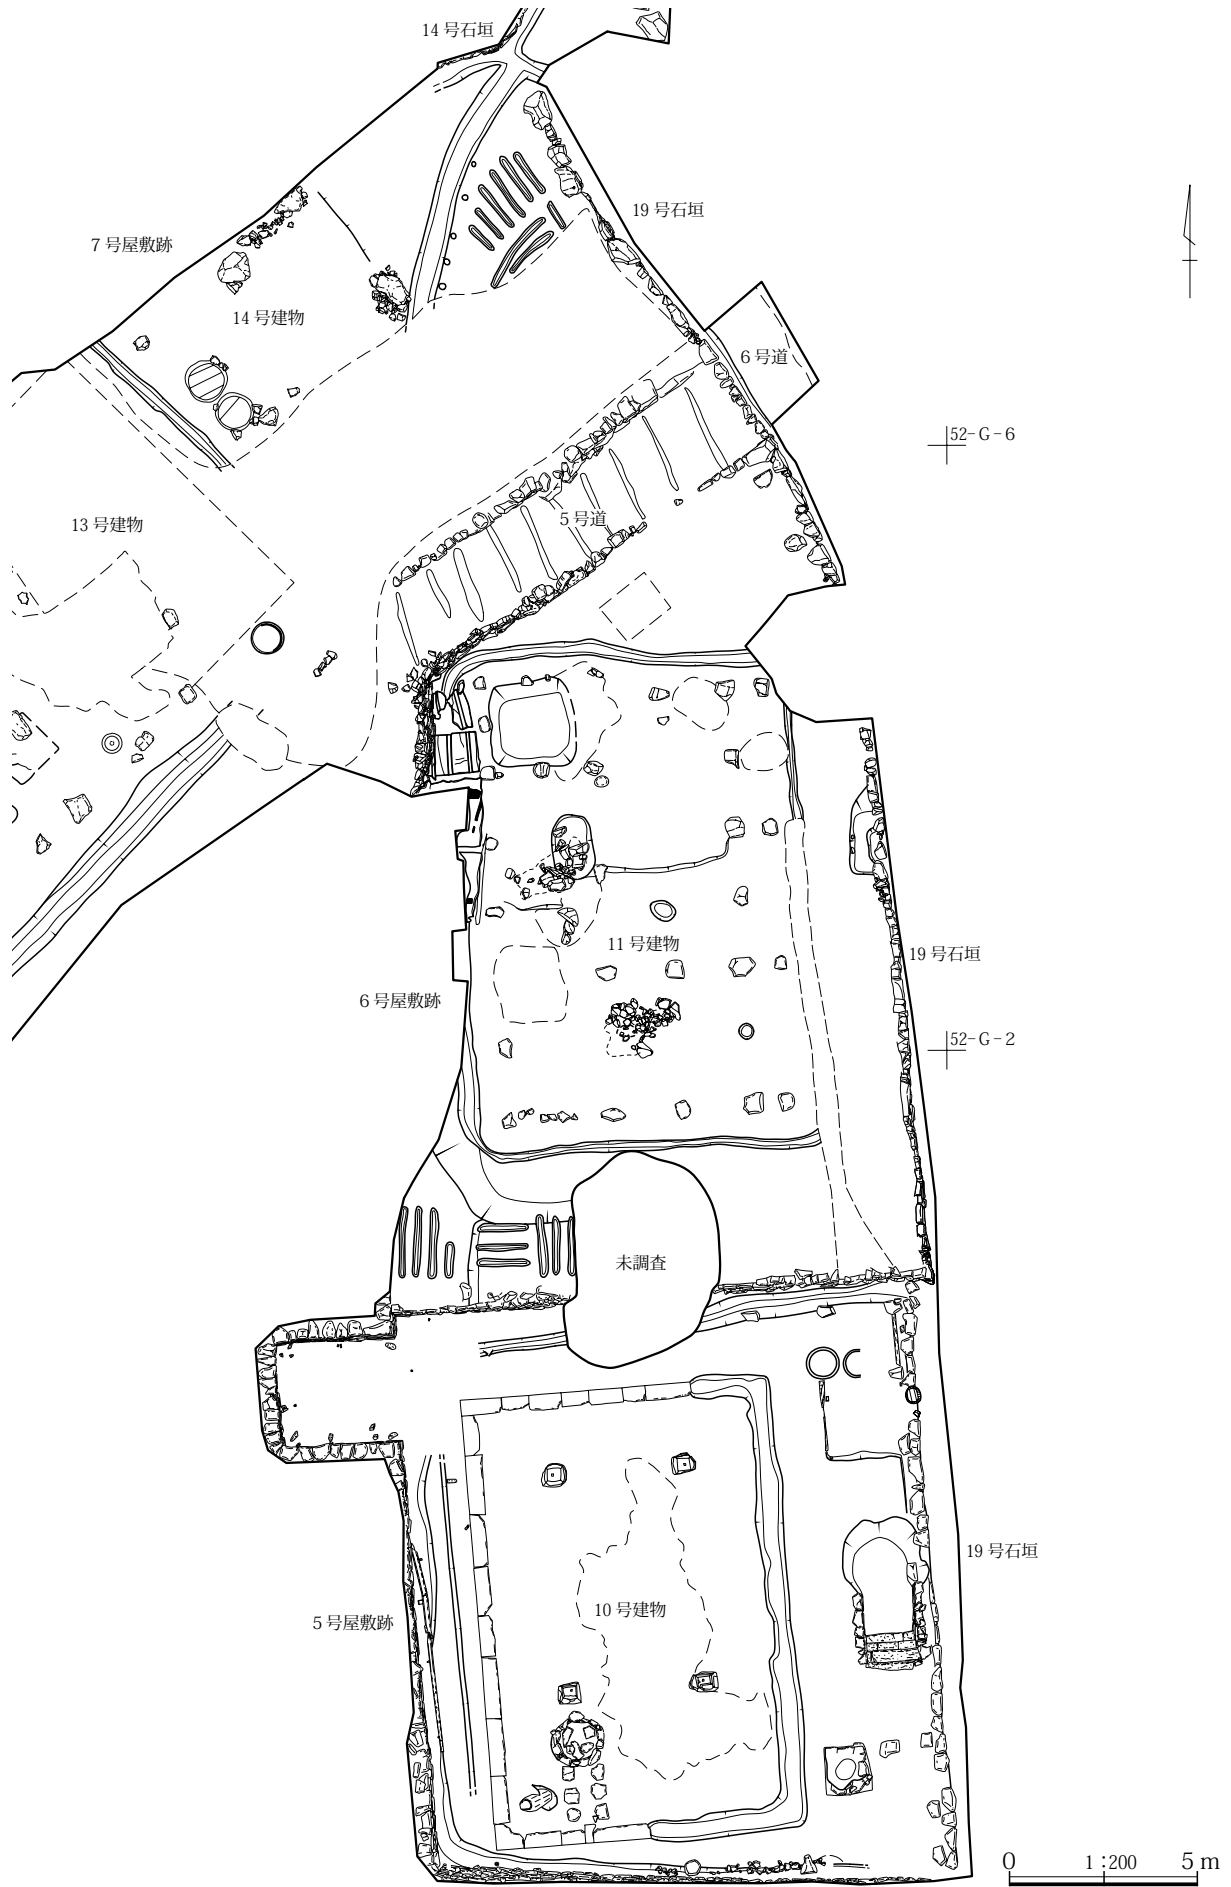 14 号石垣
19 号石垣
7 号屋敷跡
14 号建物
6 号道
52-G-6
13 号建物
5 号道
11 号建物
19 号石垣
6 号屋敷跡
52-G-2
未調査
19 号石垣
10 号建物
5 号屋敷跡
0 1:200 5m